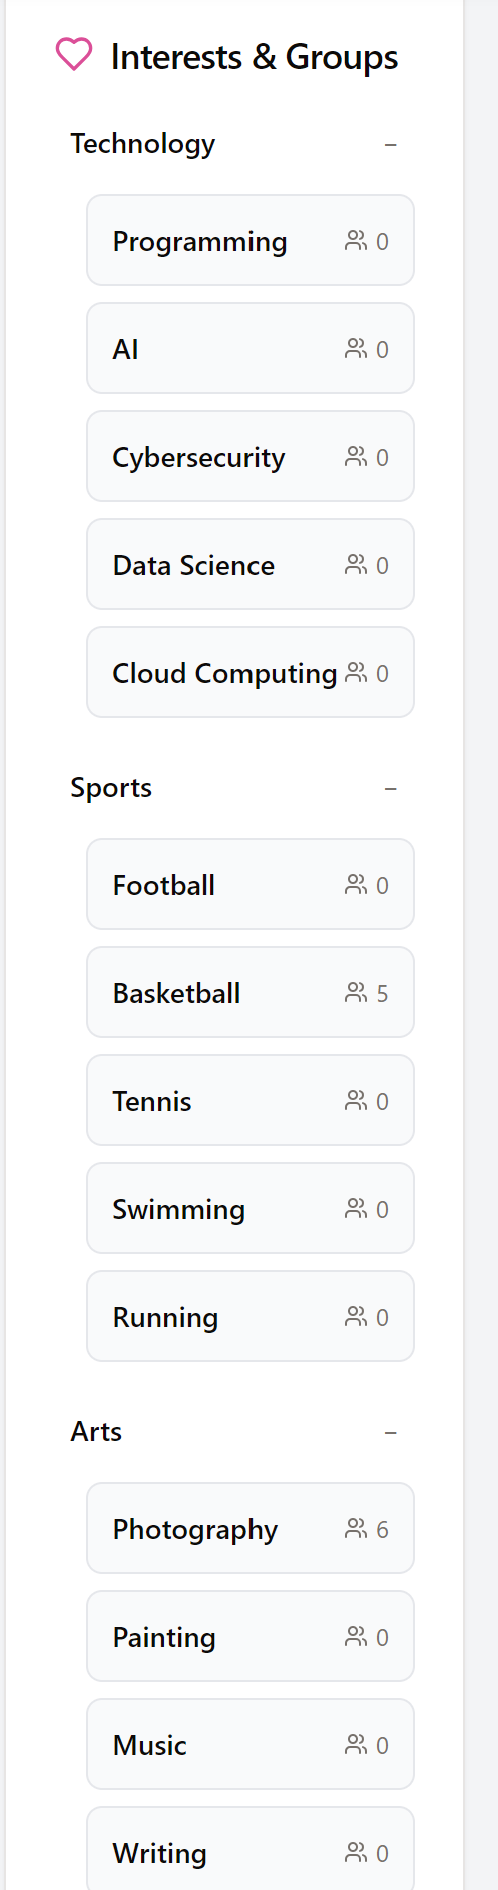 Interests & Groups
Technology –
Programming 0
AI 0
Cybersecurity 0
Data Science 0
Cloud Computing 0
Sports –
Football 0
Basketball 5
Tennis 0
Swimming 0
Running 0
Arts –
Photography 6
Painting 0
Music 0
Writing 0